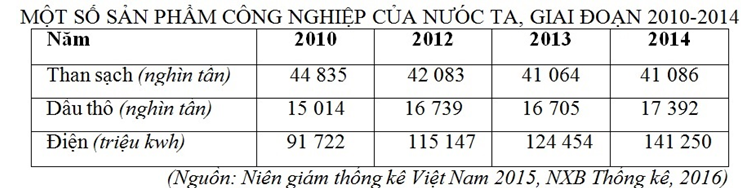 MỘT SỐ SẢN PHẨM CÔNG NGHIỆP CỦA NƯỚC TA, GIAI ĐOẠN 2010-2014
Năm 2010 2012 2013 2014
Than sạch (nghìn tân) 44 835 42 083 41 064 41 086
Dâu thô (nghìn tân) 15 014 16 739 16 705 17 392
Điện (triệu kwh) 91 722 115 147 124 454 141 250
(Nguồn: Niên giám thống kê Việt Nam 2015, NXB Thống kê, 2016)